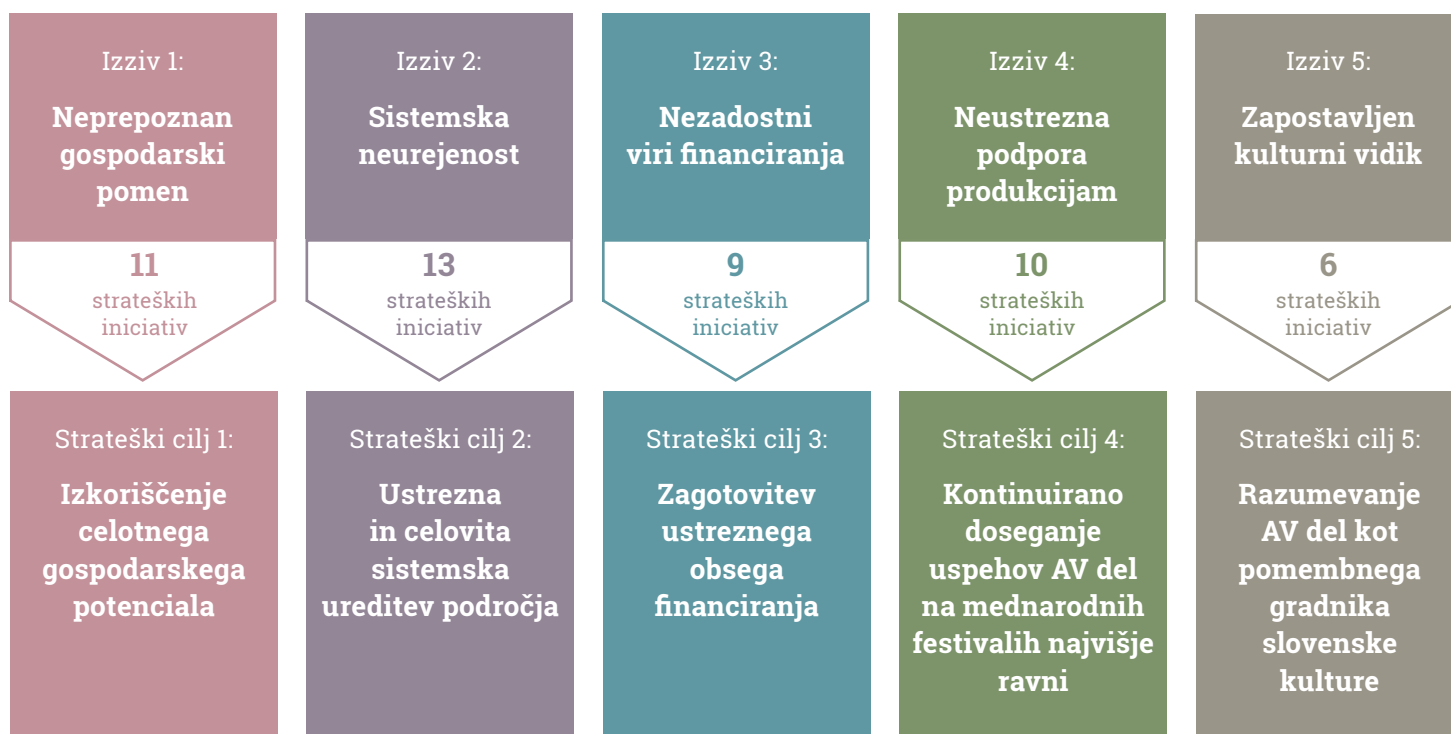 Izziv 1:
Neprepoznan
gospodarski
pomen
11
strateških
iniciativ
Strateški cilj 1:
Izkoriščenje
celotnega
gospodarskega
potenciala
Izziv 2:
Sistemska
neurejenost
13
strateških
iniciativ
Strateški cilj 2:
Ustrezna
in celovita
sistemska
ureditev področja
Izziv 3:
Nezadostni
viri financiranja
9
strateških
iniciativ
Strateški cilj 3:
Zagotovitev
ustreznega
obsega
financiranja
Izziv 4:
Neustrezna
podpora
produkcijam
10
strateških
iniciativ
Strateški cilj 4:
Kontinuirano
doseganje
uspehov AV del
na mednarodnih
festivalih najvišje
ravni
Izziv 5:
Zapostavljen
kulturni vidik
6
strateških
iniciativ
Strateški cilj 5:
Razumevanje
AV del kot
pomembnega
gradnika
slovenske
kulture